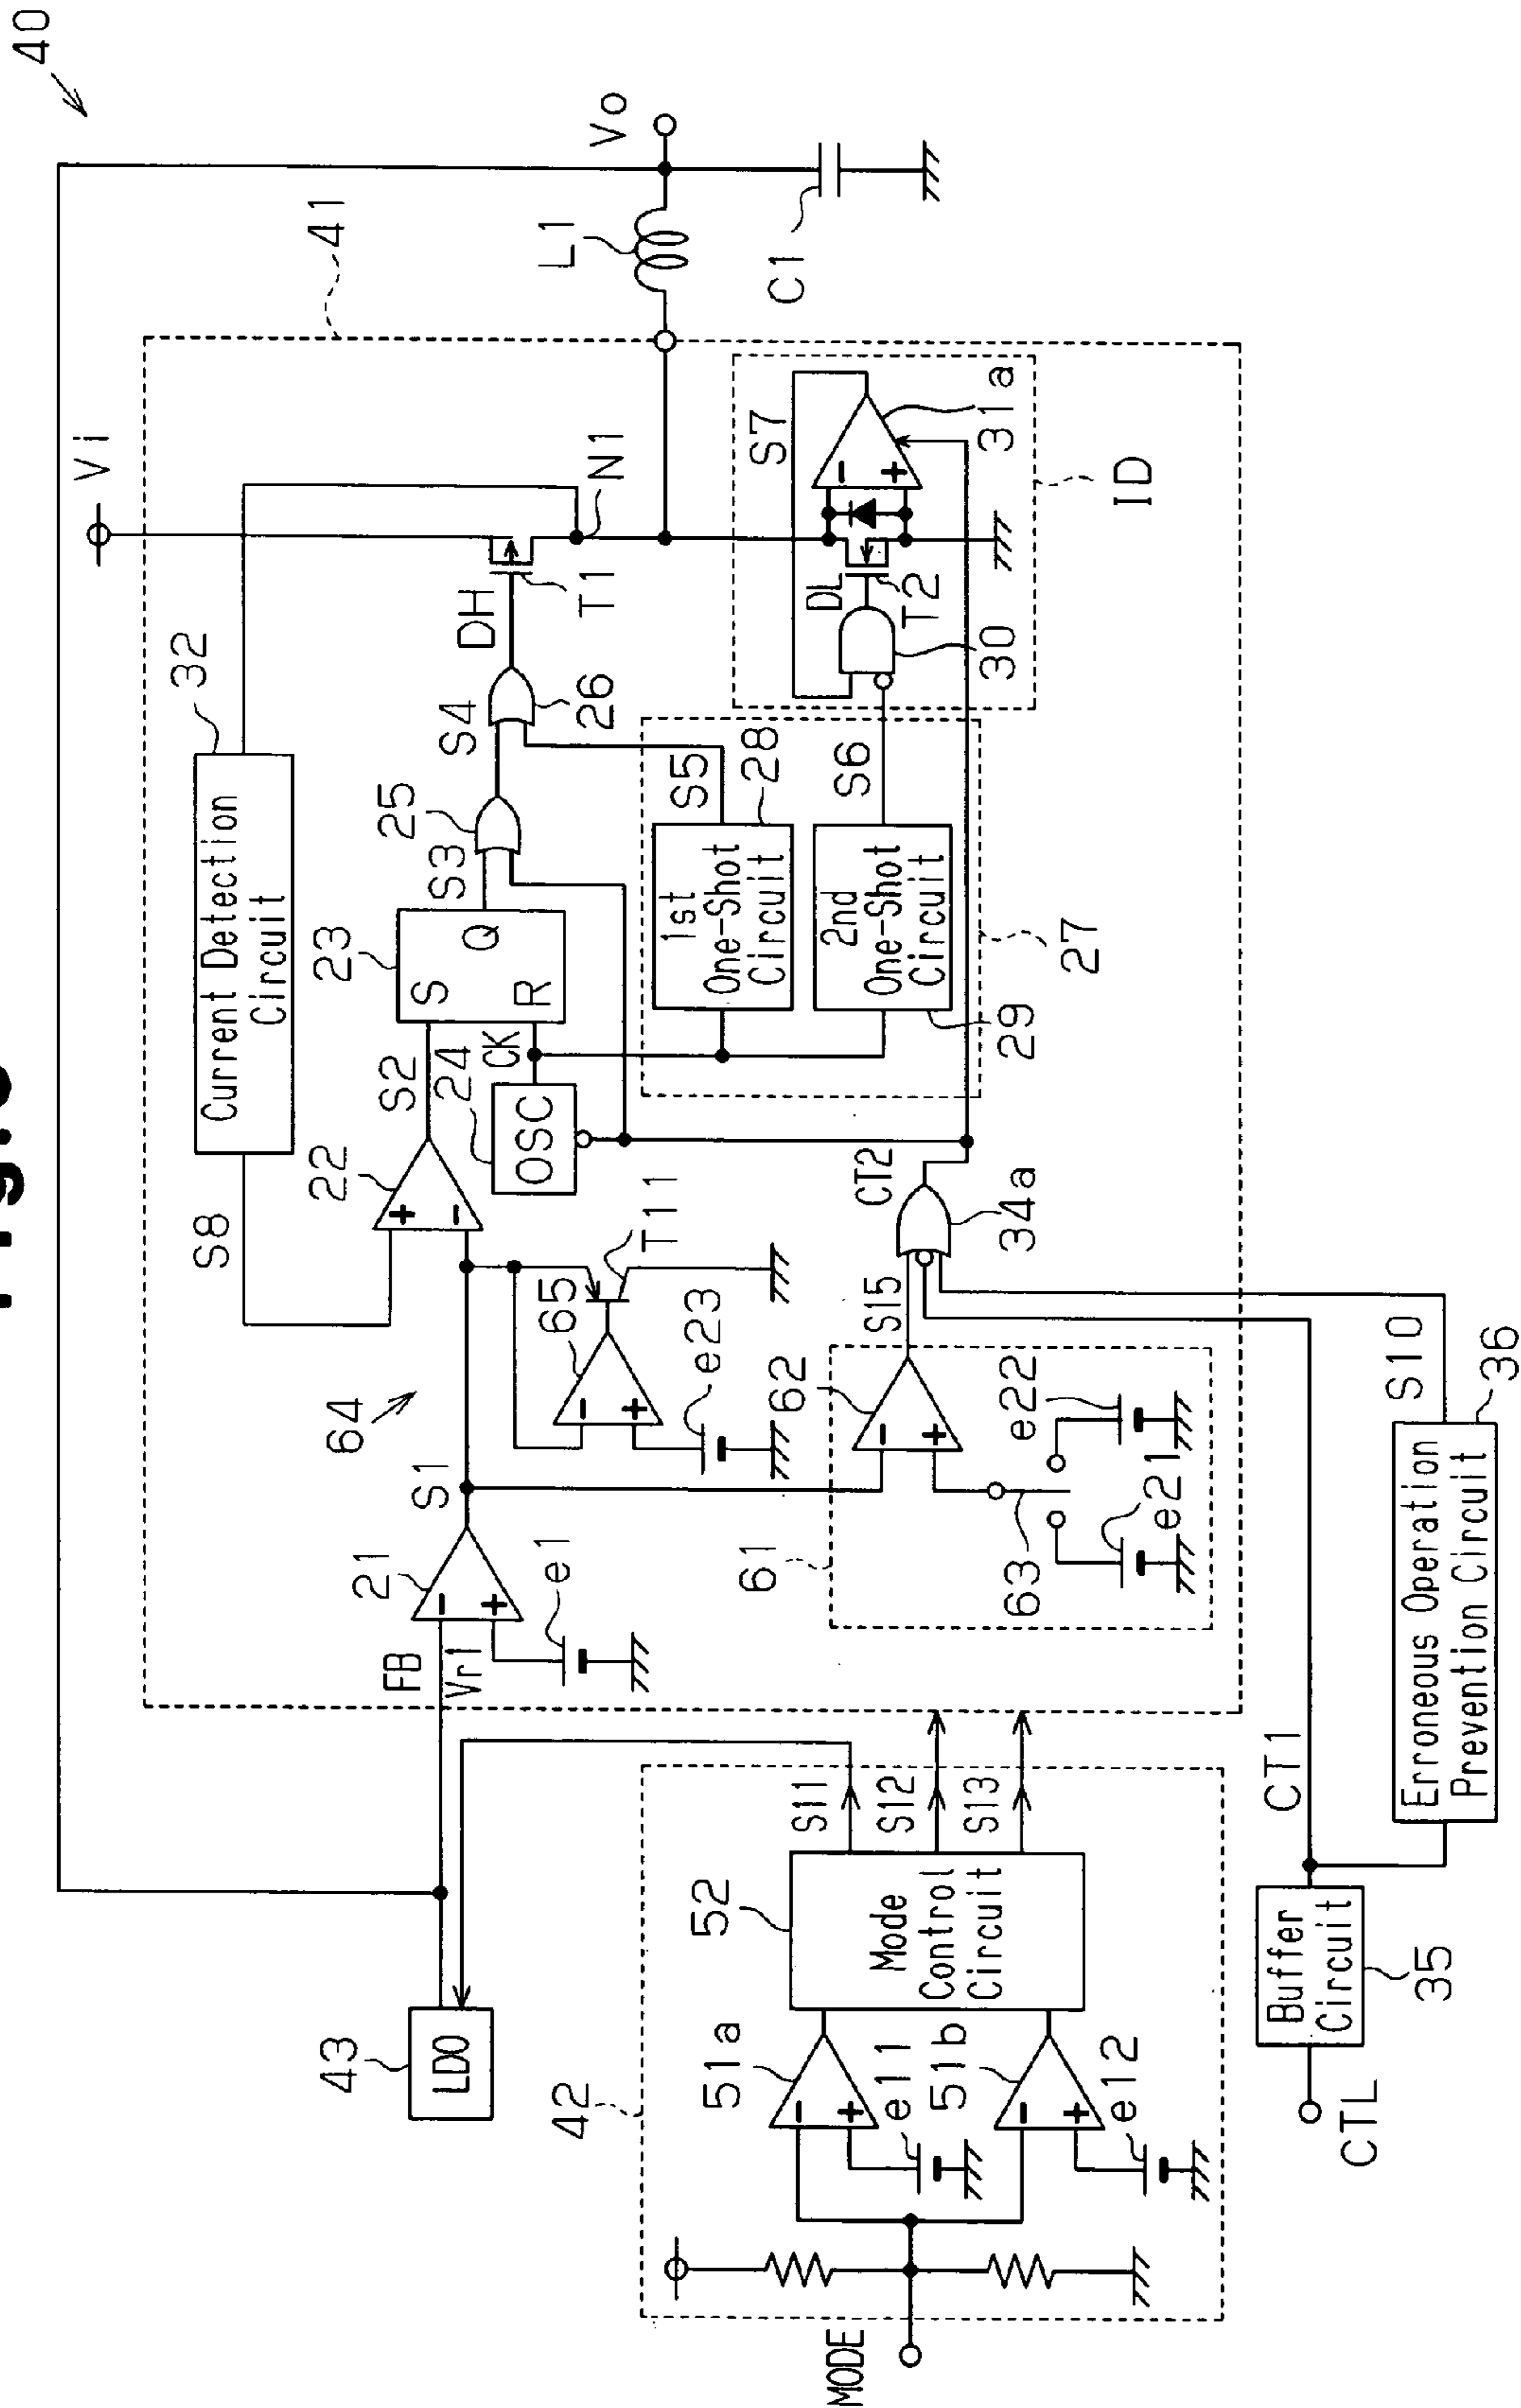 40
Vi
Vo
41
L1
C1
N1
T1
DH
32
Current Detection
Circuit
S8
S4
26
25
S3
23
S
Q
R
CK
24
OSC
S2
22
S5
28
1st
One-Shot
Circuit
S6
2nd
One-Shot
Circuit
29
27
S7
31a
ID
DL
T2
30
64
T11
65
e23
S1
21
FB
Vr1
e1
CT2
34a
S15
62
61
63
e21
e22
S10
36
Erroneous Operation
Prevention Circuit
CT1
Buffer
Circuit
35
CTL
43
LDO
42
S11
S12
S13
52
Mode
Control
Circuit
51a
e11
51b
e12
MODE